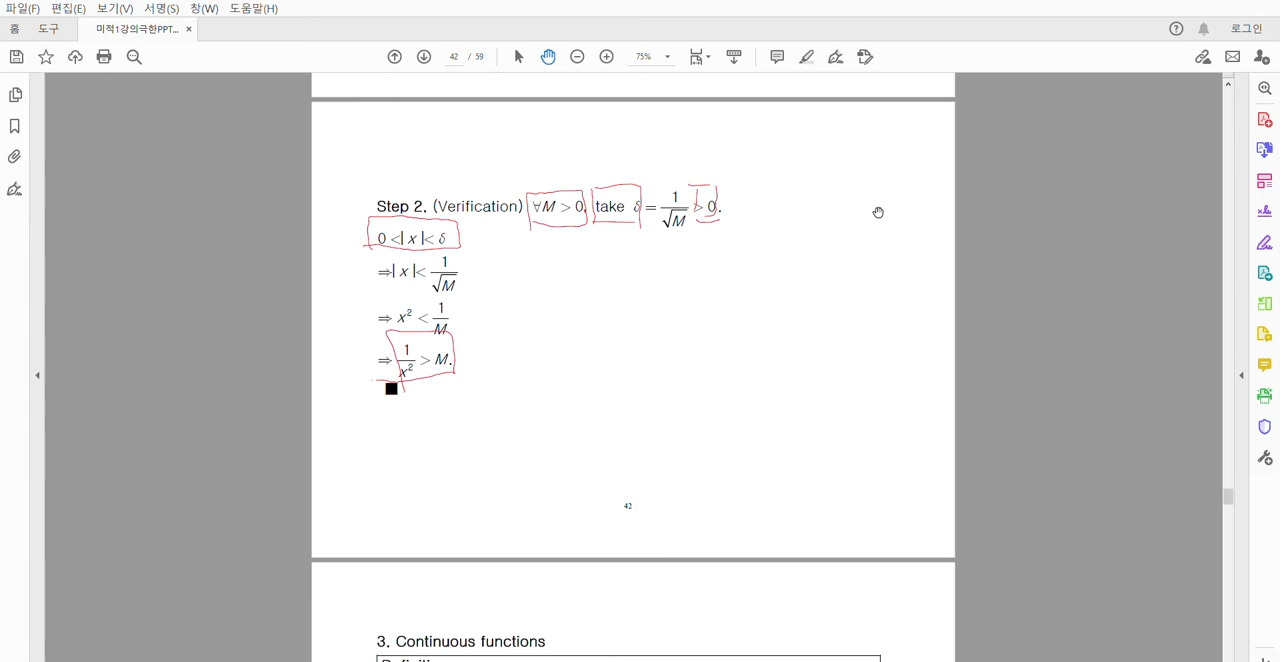 파일(F) 편집(E) 보기(V) 서명(S) 창(W) 도움말(H)
홈 도구 미적1강의극한PPT... × 로그인
42 / 59 75%
Step 2. (Verification) ∀M > 0, take δ = 1/√M > 0.
0 <| x |< δ
⇒| x |< 1/√M
⇒ x² < 1/M
⇒ 1/x² > M.
■
42
3. Continuous functions